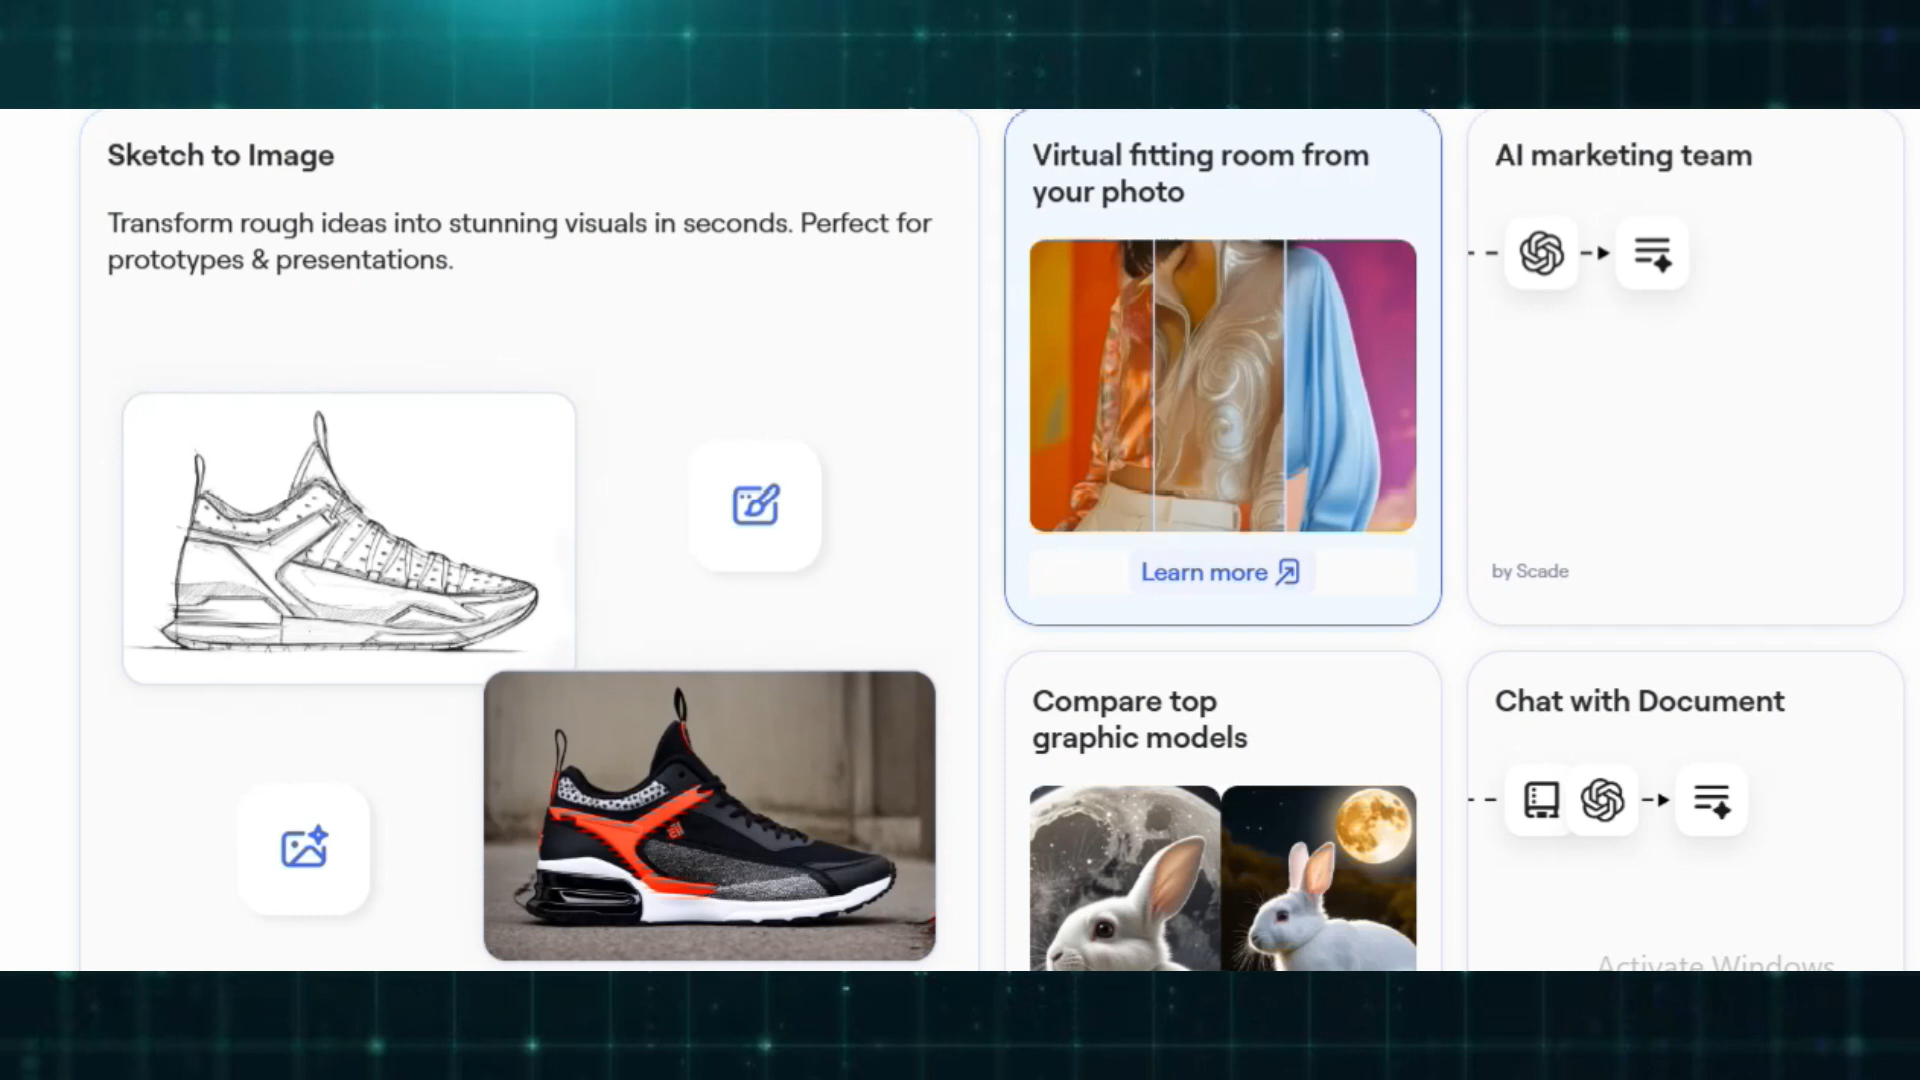 Sketch to Image
Transform rough ideas into stunning visuals in seconds. Perfect for
prototypes & presentations.
Virtual fitting room from
your photo
Learn more
AI marketing team
by Scade
Compare top
graphic models
Chat with Document
Activate Windows